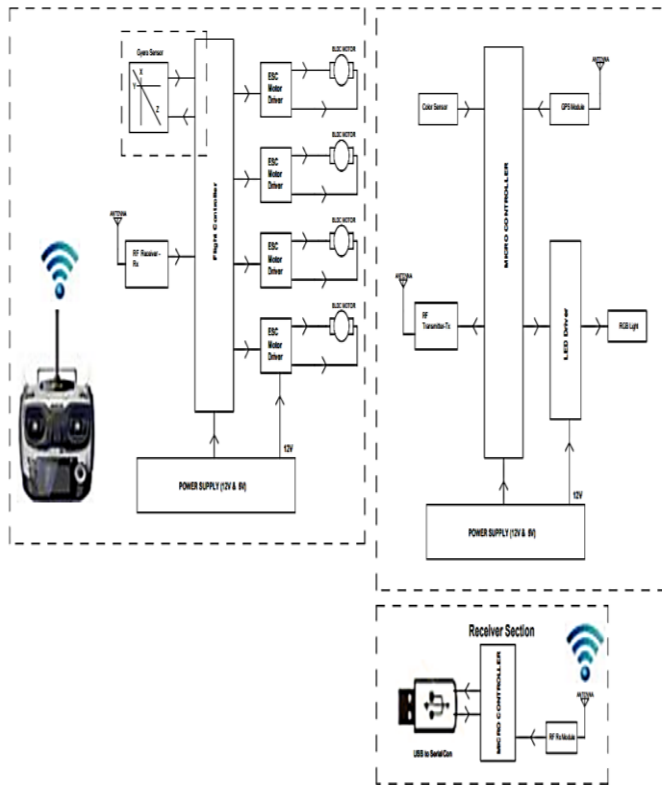 Gyero Sensor
X
Y
Z
Flight Controller
ESC
Motor
Driver
BLDC MOTOR
ESC
Motor
Driver
BLDC MOTOR
ESC
Motor
Driver
BLDC MOTOR
ESC
Motor
Driver
BLDC MOTOR
ANTENNA
RF Receiver -
Rx
12V
POWER SUPPLY (12V & 5V)
MICRO CONTROLLER
ANTENNA
Color Sensor
GPS Module
ANTENNA
RF
Transmitter-Tx
LED Driver
RGB Light
12V
POWER SUPPLY (12V & 5V)
Receiver Section
MICRO CONTROLLER
ANTENNA
RF Rx Module
USB to Serial Con